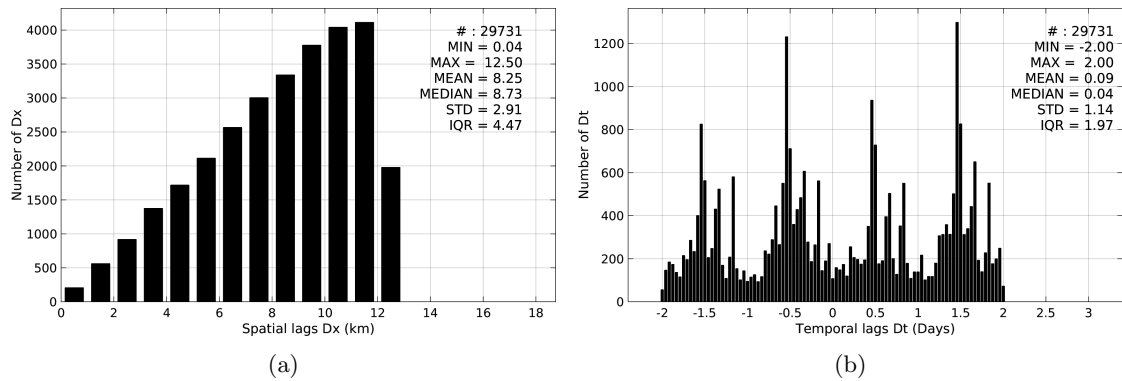 4000
3500
3000
2500
2000
1500
1000
500
0
Number of Dx
# : 29731
MIN = 0.04
MAX = 12.50
MEAN = 8.25
MEDIAN = 8.73
STD = 2.91
IQR = 4.47
0 2 4 6 8 10 12 14 16 18
Spatial lags Dx (km)
(a)
1200
1000
800
600
400
200
0
Number of Dt
# : 29731
MIN = -2.00
MAX = 2.00
MEAN = 0.09
MEDIAN = 0.04
STD = 1.14
IQR = 1.97
-2 -1.5 -1 -0.5 0 0.5 1 1.5 2 2.5 3
Temporal lags Dt (Days)
(b)